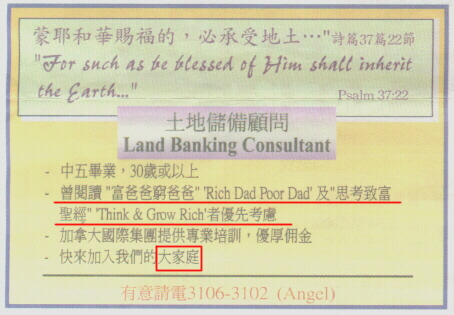 蒙耶和華賜福的，必承受地土…"詩篇37篇22節
"For such as be blessed of Him shall inherit
the Earth..."
Psalm 37:22
土地儲備顧問
Land Banking Consultant
- 中五畢業，30歲或以上
- 曾閱讀 "富爸爸窮爸爸" 'Rich Dad Poor Dad' 及"思考致富
聖經" 'Think & Grow Rich'者優先考慮
- 加拿大國際集團提供專業培訓，優厚佣金
- 快來加入我們的大家庭
有意請電3106-3102 (Angel)